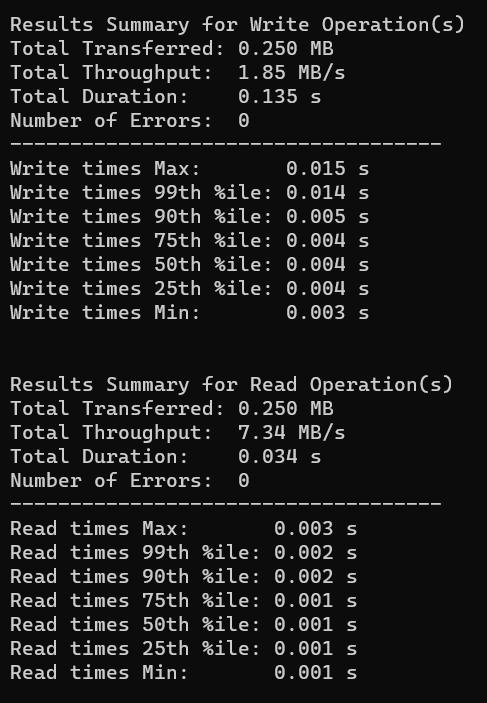 Results Summary for Write Operation(s)
Total Transferred: 0.250 MB
Total Throughput:  1.85 MB/s
Total Duration:    0.135 s
Number of Errors:  0
------------------------------------
Write times Max:       0.015 s
Write times 99th %ile: 0.014 s
Write times 90th %ile: 0.005 s
Write times 75th %ile: 0.004 s
Write times 50th %ile: 0.004 s
Write times 25th %ile: 0.004 s
Write times Min:       0.003 s
Results Summary for Read Operation(s)
Total Transferred: 0.250 MB
Total Throughput:  7.34 MB/s
Total Duration:    0.034 s
Number of Errors:  0
------------------------------------
Read times Max:       0.003 s
Read times 99th %ile: 0.002 s
Read times 90th %ile: 0.002 s
Read times 75th %ile: 0.001 s
Read times 50th %ile: 0.001 s
Read times 25th %ile: 0.001 s
Read times Min:       0.001 s